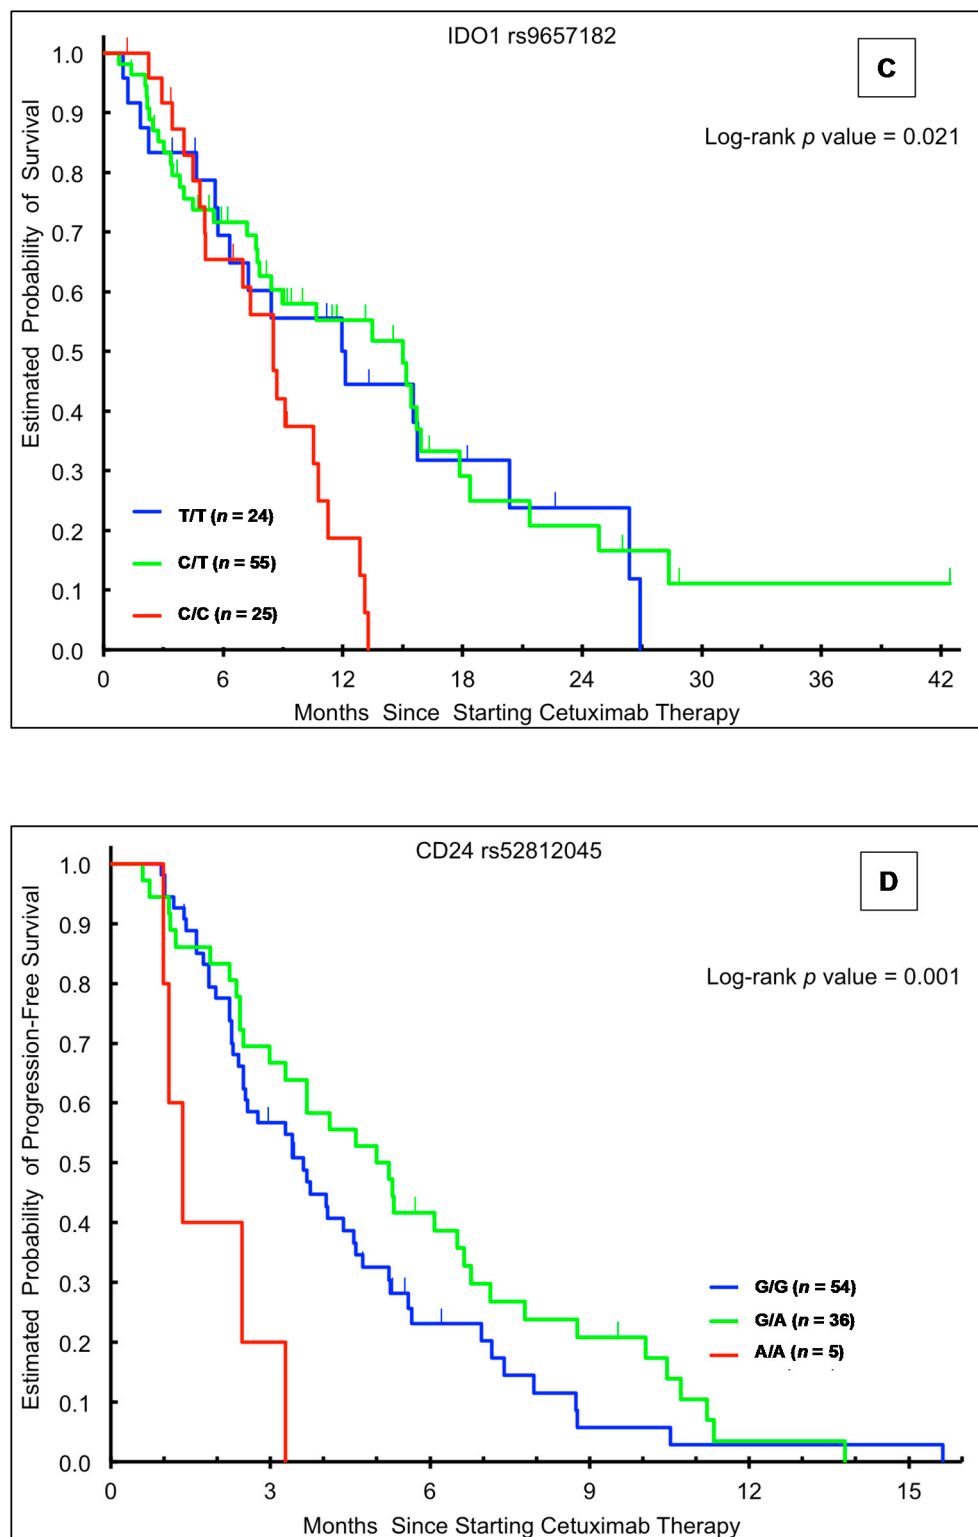 IDO1 rs9657182
C
Log-rank p value = 0.021
Estimated Probability of Survival
1.0
0.9
0.8
0.7
0.6
0.5
0.4
0.3
0.2
0.1
0.0
T/T (n = 24)
C/T (n = 55)
C/C (n = 25)
0 6 12 18 24 30 36 42
Months Since Starting Cetuximab Therapy
CD24 rs52812045
D
Log-rank p value = 0.001
Estimated Probability of Progression-Free Survival
1.0
0.9
0.8
0.7
0.6
0.5
0.4
0.3
0.2
0.1
0.0
G/G (n = 54)
G/A (n = 36)
A/A (n = 5)
0 3 6 9 12 15
Months Since Starting Cetuximab Therapy